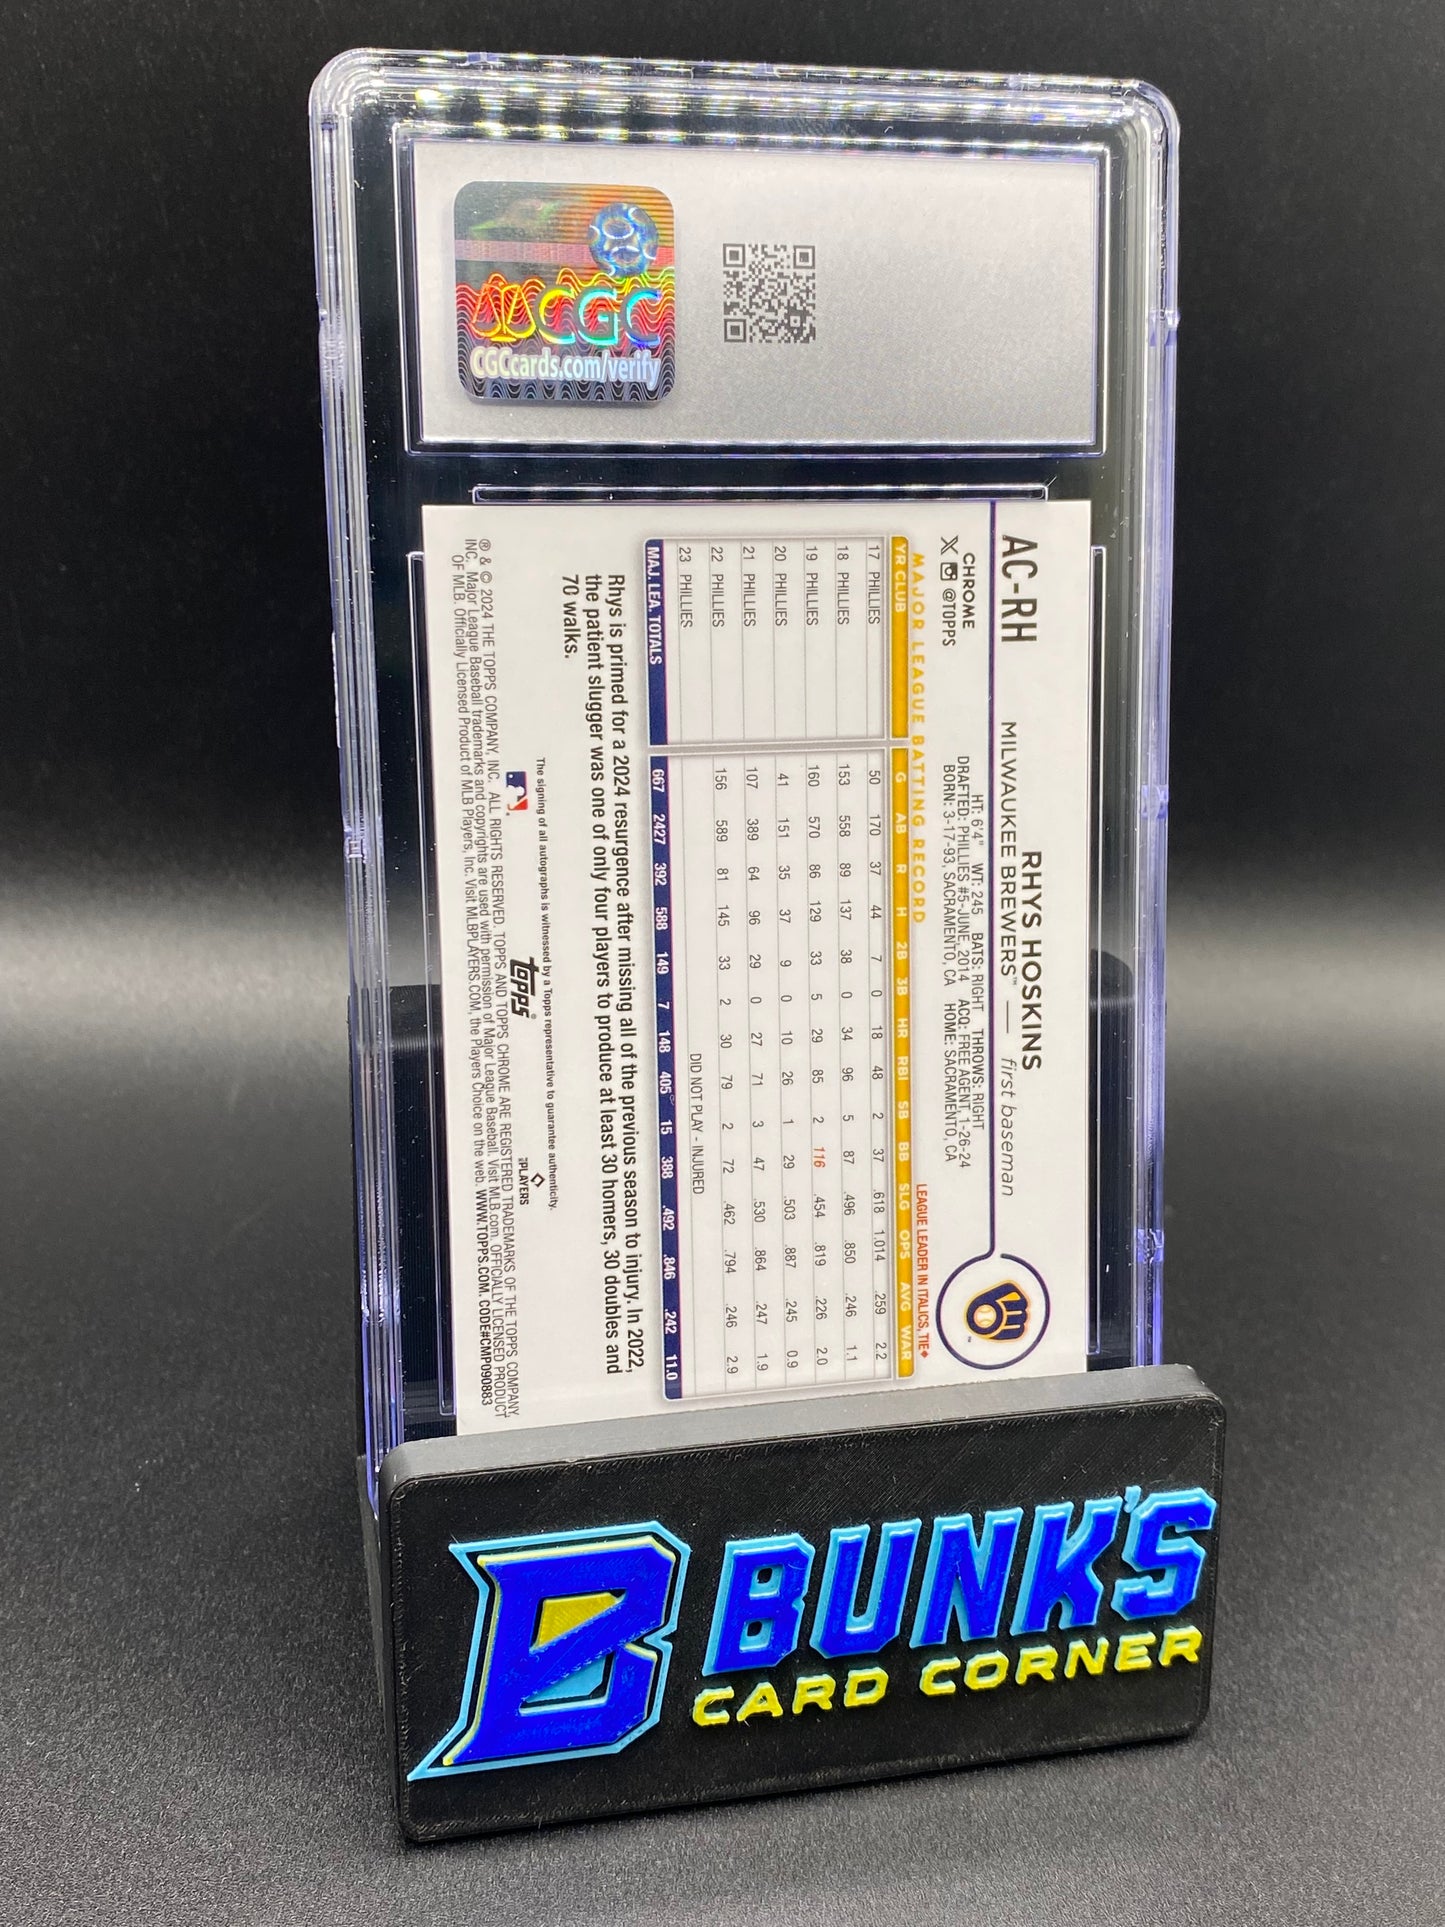 CGC
CGCcards.com/verify
AC-RH
RHYS HOSKINS
MILWAUKEE BREWERS™ — first baseman
CHROME
@TOPPS
HT: 6'4" WT: 245 BATS: RIGHT THROWS: RIGHT
DRAFTED: PHILLIES #5-JUNE, 2014 ACQ: FREE AGENT, 1-26-24
BORN: 3-17-93, SACRAMENTO, CA HOME: SACRAMENTO, CA
MAJOR LEAGUE BATTING RECORD LEAGUE LEADER IN ITALICS, TIE♦
YR CLUB G AB R H 2B 3B HR RBI SB BB SLG OPS AVG WAR
17 PHILLIES 50 170 37 44 7 0 18 48 2 37 .618 1.014 .259 2.2
18 PHILLIES 153 558 89 137 38 0 34 96 5 87 .496 .850 .246 1.1
19 PHILLIES 160 570 86 129 33 5 29 85 2 116 .454 .819 .226 2.0
20 PHILLIES 41 151 35 37 9 0 10 26 1 29 .503 .887 .245 0.9
21 PHILLIES 107 389 64 96 29 0 27 71 3 47 .530 .864 .247 1.9
22 PHILLIES 156 589 81 145 33 2 30 79 2 72 .462 .794 .246 2.9
23 PHILLIES DID NOT PLAY - INJURED
MAJ. LEA. TOTALS 667 2427 392 588 149 7 148 405 15 388 .492 .846 .242 11.0
Rhys is primed for a 2024 resurgence after missing all of the previous season to injury. In 2022,
the patient slugger was one of only four players to produce at least 30 homers, 30 doubles and
70 walks.
The signing of all autographs is witnessed by a Topps representative to guarantee authenticity.
topps®
PLAYERS
® & © 2024 THE TOPPS COMPANY, INC. ALL RIGHTS RESERVED. TOPPS AND TOPPS CHROME ARE REGISTERED TRADEMARKS OF THE TOPPS COMPANY,
INC. Major League Baseball trademarks and copyrights are used with permission of Major League Baseball. Visit MLB.com. OFFICIALLY LICENSED PRODUCT
OF MLB. Officially Licensed Product of MLB Players, Inc. Visit MLBPLAYERS.COM, the Players Choice on the web. WWW.TOPPS.COM. CODE#CMP090883
B
BUNK'S
CARD CORNER